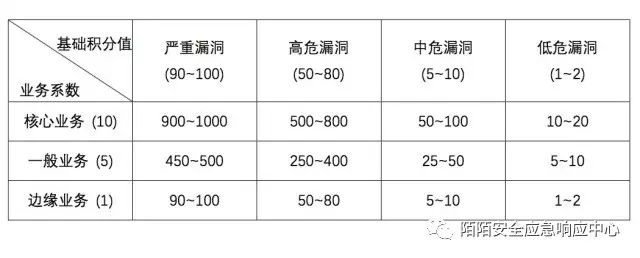 基础积分值
业务系数
严重漏洞
(90~100)
高危漏洞
(50~80)
中危漏洞
(5~10)
低危漏洞
(1~2)
核心业务 (10) 900~1000 500~800 50~100 10~20
一般业务 (5) 450~500 250~400 25~50 5~10
边缘业务 (1) 90~100 50~80 5~10 1~2
陌陌安全应急响应中心